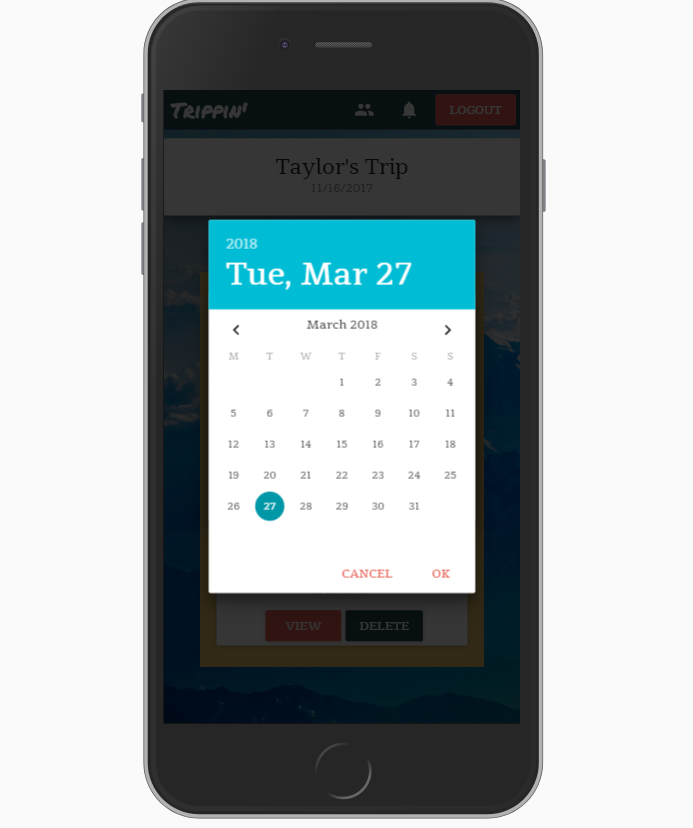 Trippin'
LOGOUT
Taylor's Trip
11/16/2017
2018
Tue, Mar 27
March 2018
M T W T F S S
1 2 3 4
5 6 7 8 9 10 11
12 13 14 15 16 17 18
19 20 21 22 23 24 25
26 27 28 29 30 31
CANCEL OK
VIEW DELETE